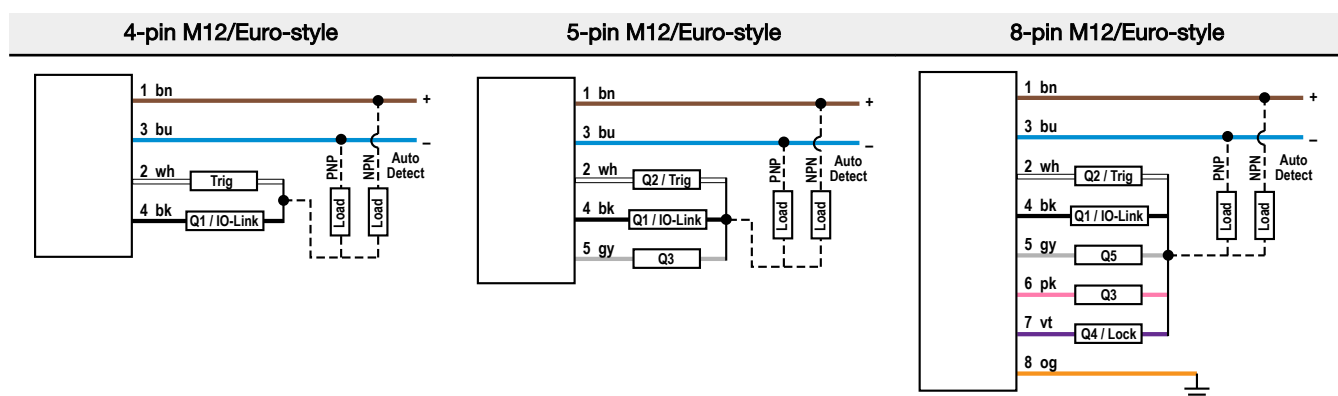 4-pin M12/Euro-style
1 bn
+
3 bu
–
2 wh
Trig
4 bk
Q1 / IO-Link
PNP
NPN
Auto
Detect
Load
Load
5-pin M12/Euro-style
1 bn
+
3 bu
–
2 wh
Q2 / Trig
4 bk
Q1 / IO-Link
5 gy
Q3
PNP
NPN
Auto
Detect
Load
Load
8-pin M12/Euro-style
1 bn
+
3 bu
–
2 wh
Q2 / Trig
4 bk
Q1 / IO-Link
5 gy
Q5
6 pk
Q3
7 vt
Q4 / Lock
8 og
PNP
NPN
Auto
Detect
Load
Load